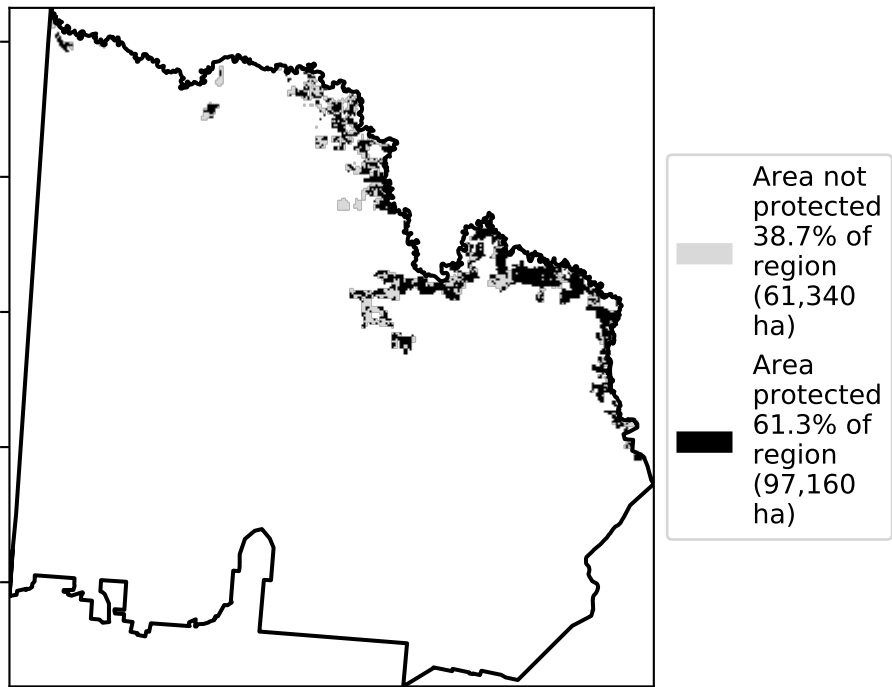 Area not
protected
38.7% of
region
(61,340
ha)
Area
protected
61.3% of
region
(97,160
ha)